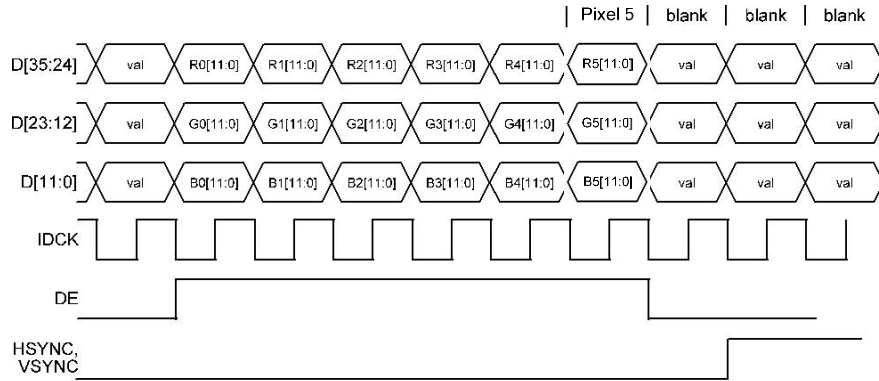 | Pixel 5 | blank | blank | blank
D[35:24] val R0[11:0] R1[11:0] R2[11:0] R3[11:0] R4[11:0] R5[11:0] val val val
D[23:12] val G0[11:0] G1[11:0] G2[11:0] G3[11:0] G4[11:0] G5[11:0] val val val
D[11:0] val B0[11:0] B1[11:0] B2[11:0] B3[11:0] B4[11:0] B5[11:0] val val val
IDCK
DE
HSYNC,
VSYNC